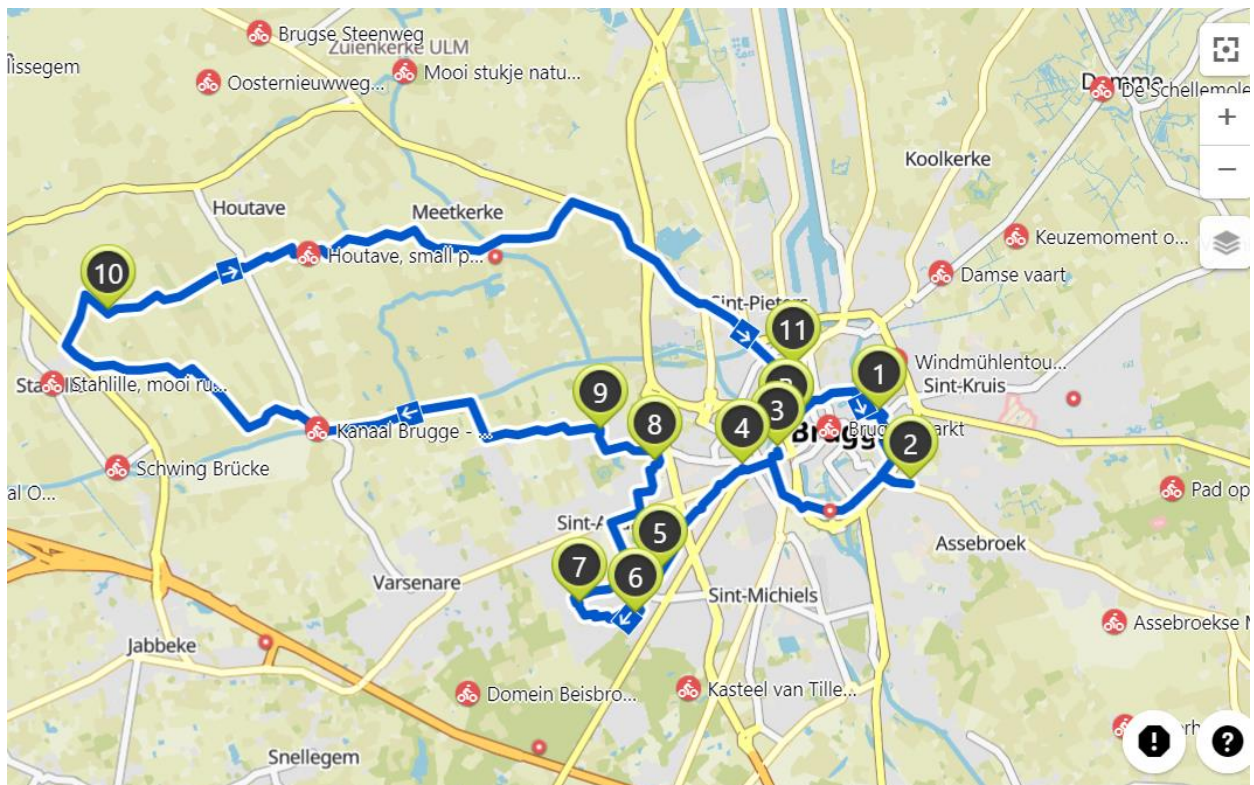 Brugse Steenweg
Zuienkerke ULM
Mooi stukje natu...
Oosternieuwweg...
De Schellemole
Koolkerke
Houtave
Meetkerke
Keuzemoment o...
Houtave, small p...
Damse vaart
10
Sint-Pieters
11
Windmühlentou...
Sint-Kruis
1
Stahlille, mooi ru...
9
3
8
4
2
Kanaal Brugge - ...
Schwing Brücke
Pad op
5
Assebroek
7
6
Varsenare
Sint-Michiels
Assebroekse
Jabbeke
Domein Beisbro...
Kasteel van Tille...
Snellegem
+
−
!
?